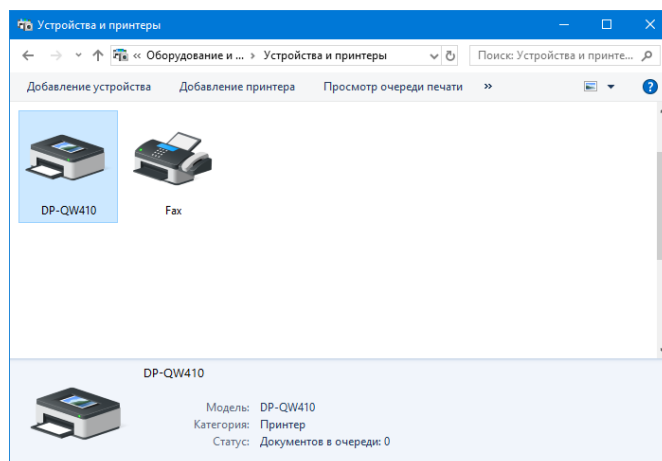 Устройства и принтеры
« Оборудование и ... › Устройства и принтеры
Поиск: Устройства и принте...
Добавление устройства Добавление принтера Просмотр очереди печати »
DP-QW410 Fax
DP-QW410
Модель: DP-QW410
Категория: Принтер
Статус: Документов в очереди: 0